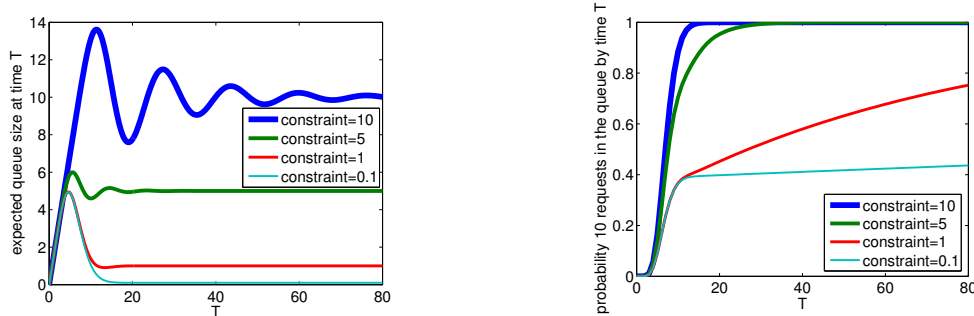 expected queue size at time T
14
12
10
8
6
4
2
0
0 20 40 60 80
T
constraint=10
constraint=5
constraint=1
constraint=0.1
probability 10 requests in the queue by time T
1
0.8
0.6
0.4
0.2
0
0 20 40 60 80
T
constraint=10
constraint=5
constraint=1
constraint=0.1